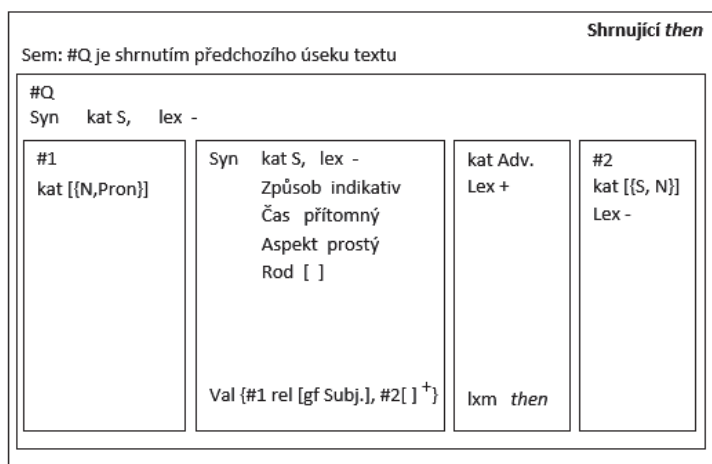 Shrnující then
Sem: #Q je shrnutím předchozího úseku textu
#Q
Syn kat S, lex -
#1
kat [{N,Pron}]
Syn kat S, lex -
Způsob indikativ
Čas přítomný
Aspekt prostý
Rod [ ]
Val {#1 rel [gf Subj.], #2[ ] +}
kat Adv.
Lex +
lxm then
#2
kat [{S, N}]
Lex -